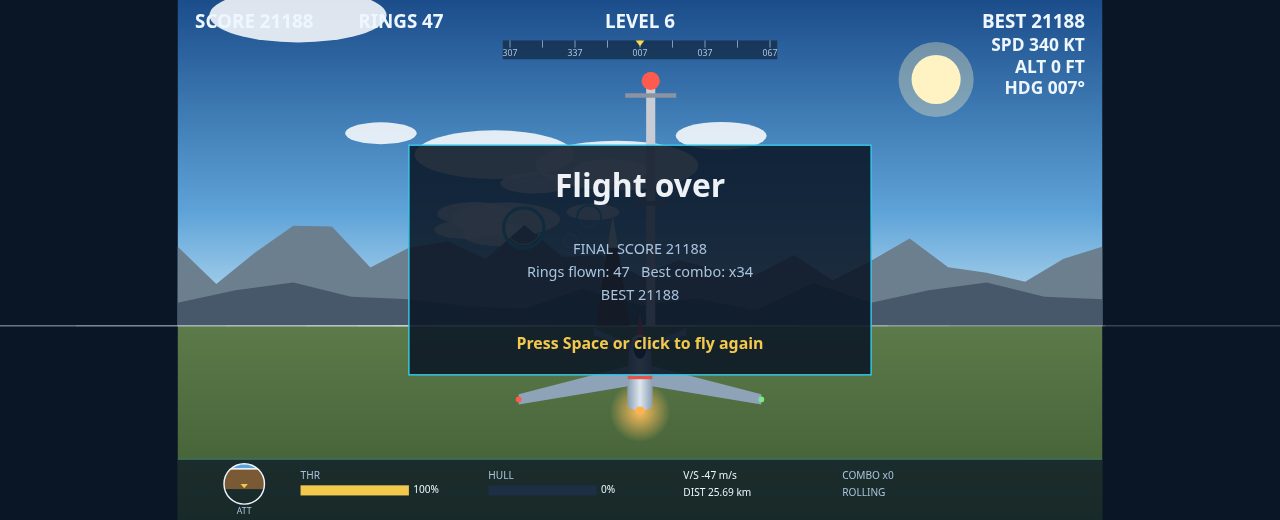 SCORE 21188 RINGS 47 LEVEL 6 BEST 21188
SPD 340 KT
307 337 007 037 067
ALT 0 FT
HDG 007°
Flight over
FINAL SCORE 21188
Rings flown: 47 Best combo: x34
BEST 21188
Press Space or click to fly again
THR HULL V/S -47 m/s COMBO x0
100% 0% DIST 25.69 km ROLLING
ATT